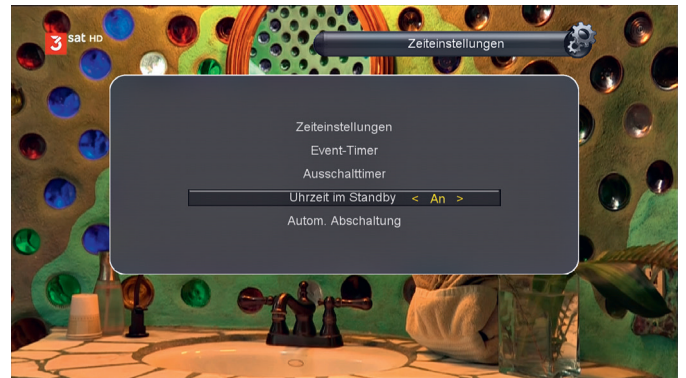 3sat HD
Zeiteinstellungen
Zeiteinstellungen
Event-Timer
Ausschalttimer
Uhrzeit im Standby < An >
Autom. Abschaltung